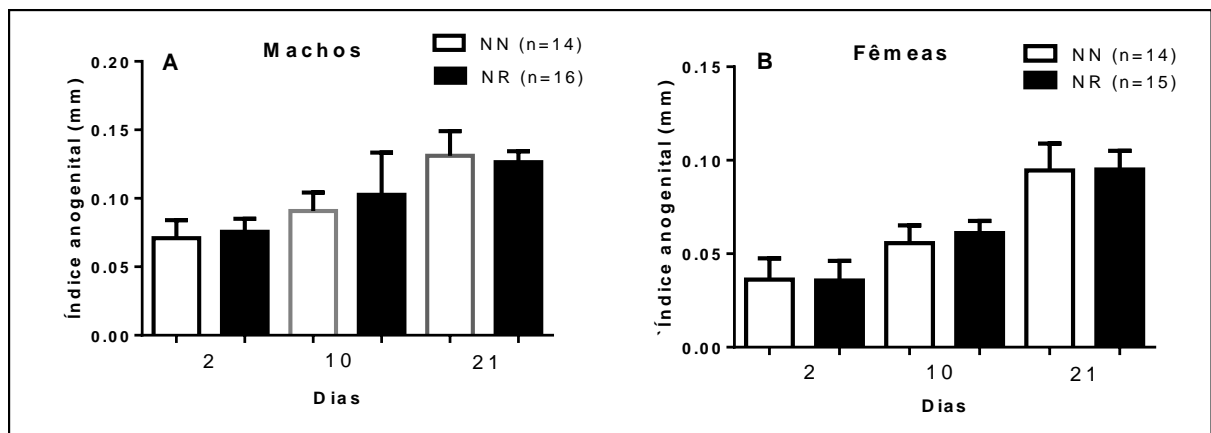 A
Machos
NN (n=14)
NR (n=16)
Índice anogenital (mm)
0.20
0.15
0.10
0.05
0.00
2
10
21
Dias
B
Fêmeas
NN (n=14)
NR (n=15)
`Índice anogenital (mm)
0.15
0.10
0.05
0.00
2
10
21
Dias